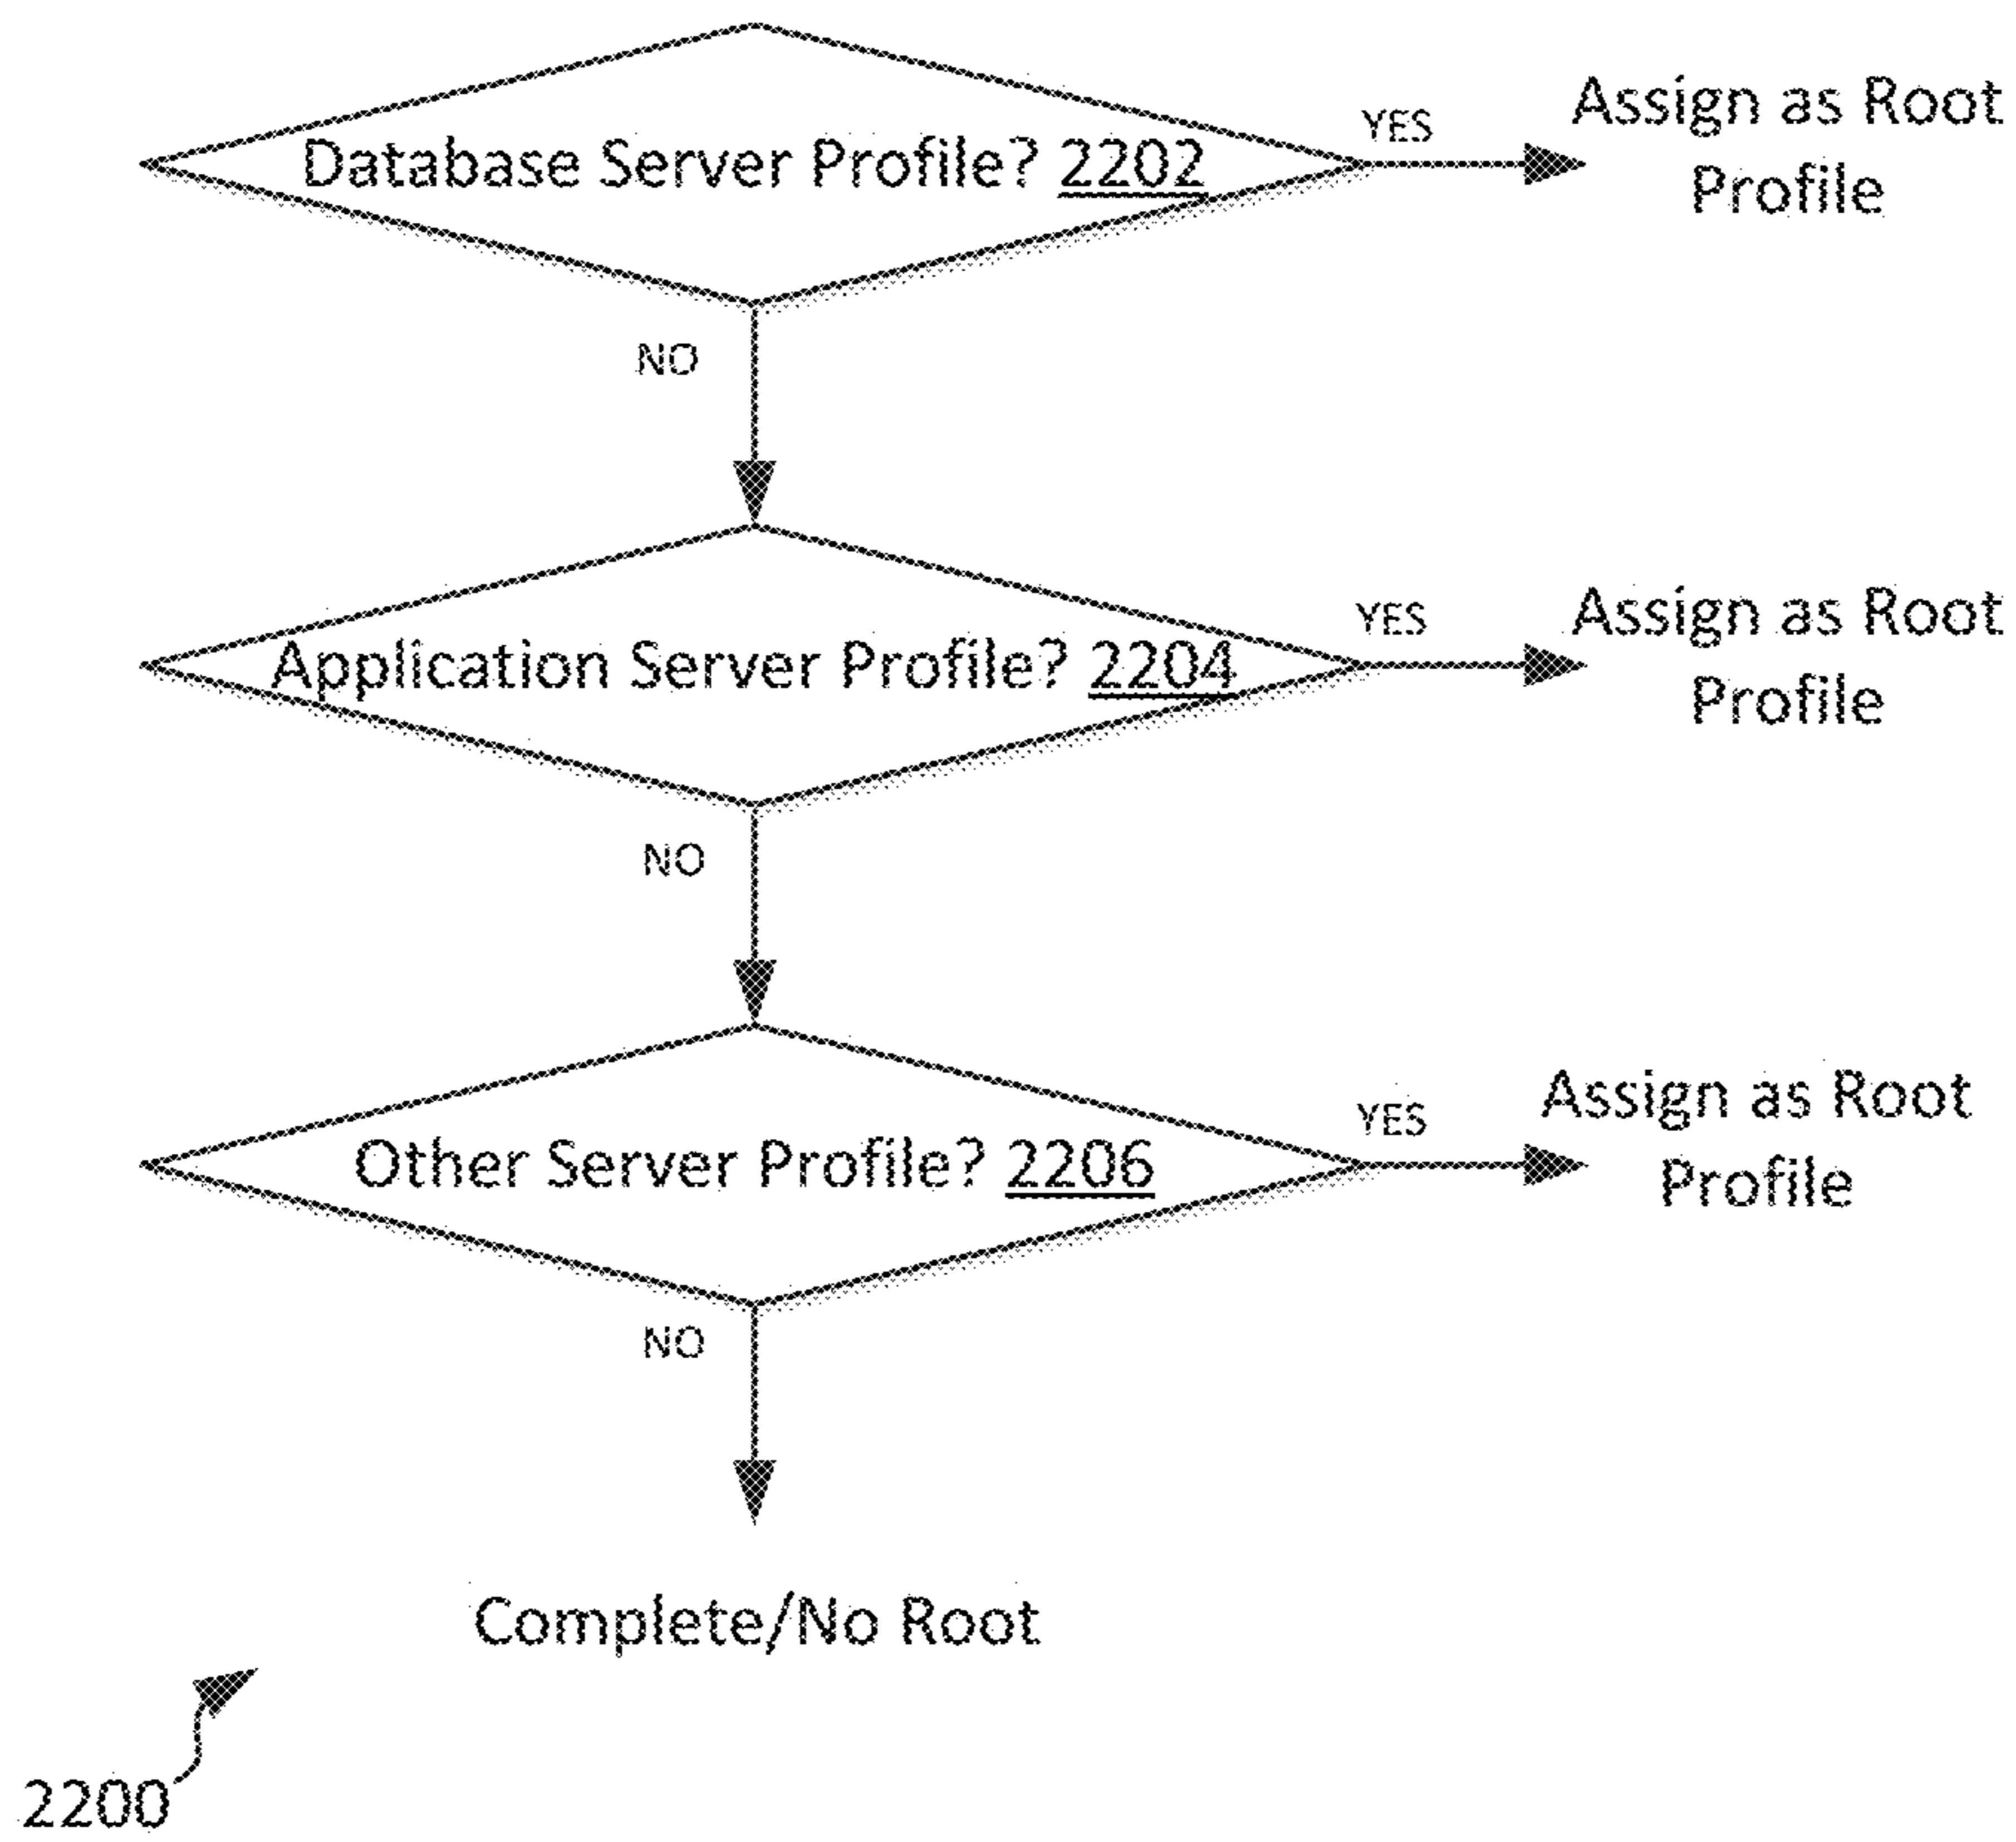 Database Server Profile? 2202
YES
Assign as Root
Profile
NO
Application Server Profile? 2204
YES
Assign as Root
Profile
NO
Other Server Profile? 2206
YES
Assign as Root
Profile
NO
Complete/No Root
2200